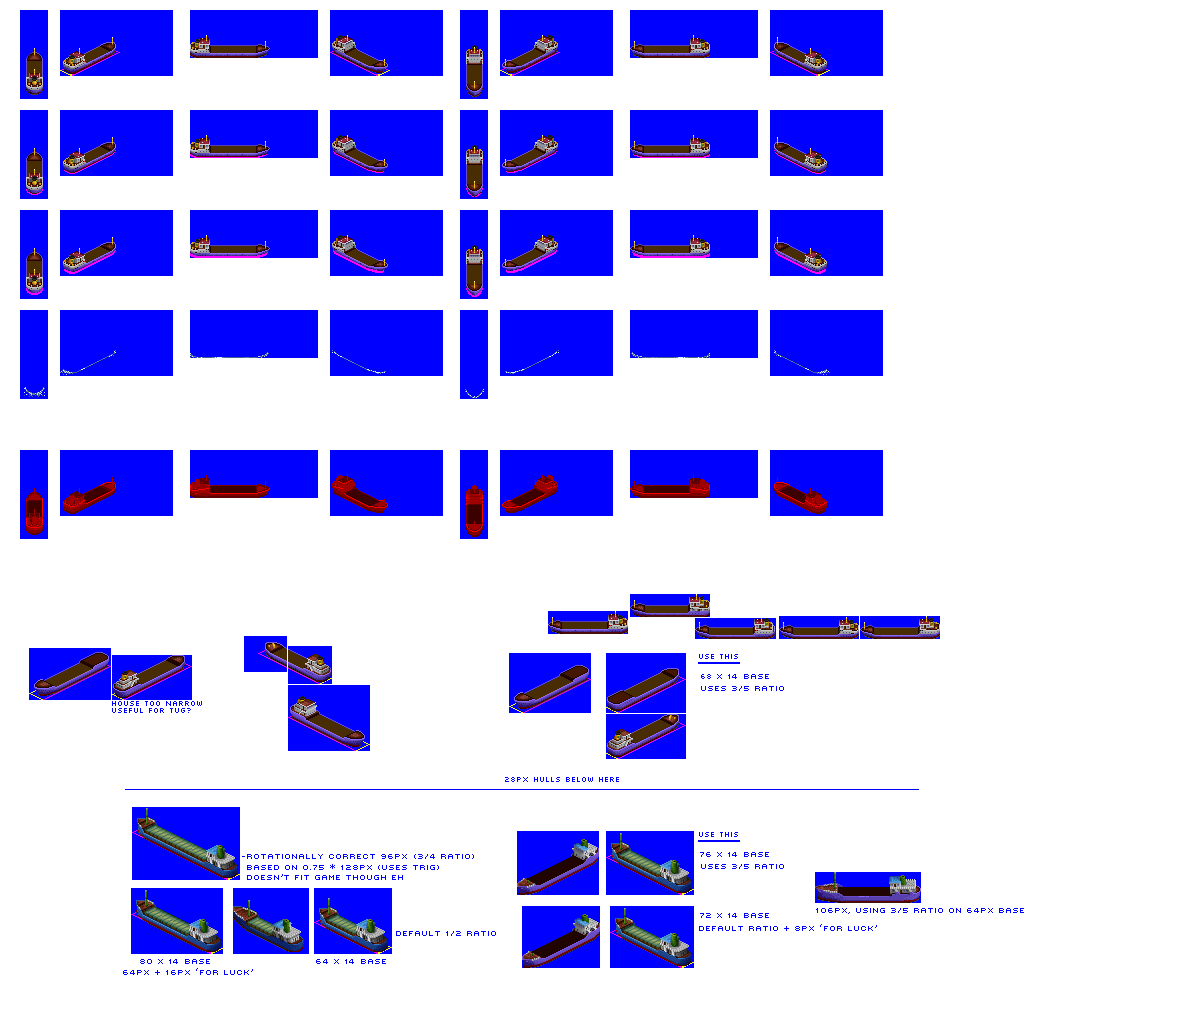 USE THIS
68 X 14 BASE
USES 3/5 RATIO
HOUSE TOO NARROW
USEFUL FOR TUG?
28PX HULLS BELOW HERE
USE THIS
-ROTATIONALLY CORRECT 96PX (3/4 RATIO)
BASED ON 0.75 * 128PX (USES TRIG)
DOESN'T FIT GAME THOUGH EH
76 X 14 BASE
USES 3/5 RATIO
106PX, USING 3/5 RATIO ON 64PX BASE
72 X 14 BASE
DEFAULT RATIO + 8PX 'FOR LUCK'
DEFAULT 1/2 RATIO
80 X 14 BASE
64PX + 16PX 'FOR LUCK'
64 X 14 BASE